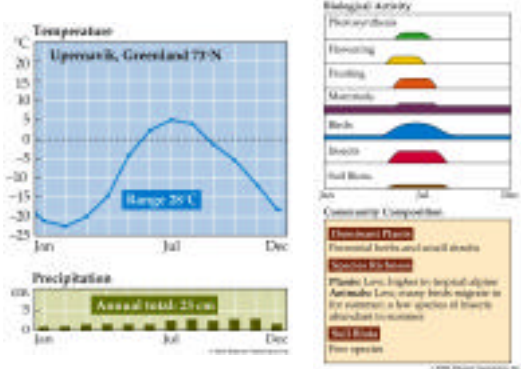 Temperature
°C
Upernavik, Greenland 73°N
20
15
10
5
0
-5
-10
-15
-20
-25
Range 28°C
Jan
Jul
Dec
Precipitation
cm
Annual total: 23 cm
5
0
Jan
Jul
Dec
Biological Activity
Photosynthesis
Flowering
Fruiting
Mammals
Birds
Insects
Soil Biota
Jan
Jul
Dec
Community Composition
Dominant Plants
Perennial herbs and small shrubs
Species Richness
Plants: Low, higher in tropical alpine
Animals: Low; many birds migrate in
for summer; a few species of insects
abundant in summer
Soil Biota
Few species